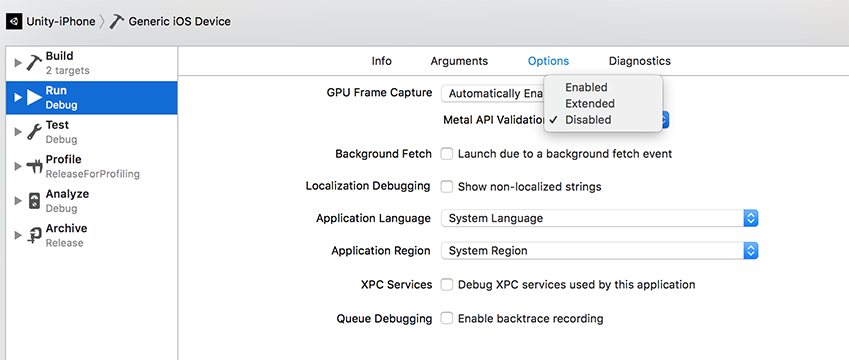 Unity-iPhone Generic iOS Device
Build
2 targets
Run
Debug
Test
Debug
Profile
ReleaseForProfiling
Analyze
Debug
Archive
Release
Info Arguments Options Diagnostics
GPU Frame Capture Automatically Ena
Enabled
Extended
✓ Disabled
Metal API Validation
Background Fetch Launch due to a background fetch event
Localization Debugging Show non-localized strings
Application Language System Language
Application Region System Region
XPC Services Debug XPC services used by this application
Queue Debugging Enable backtrace recording